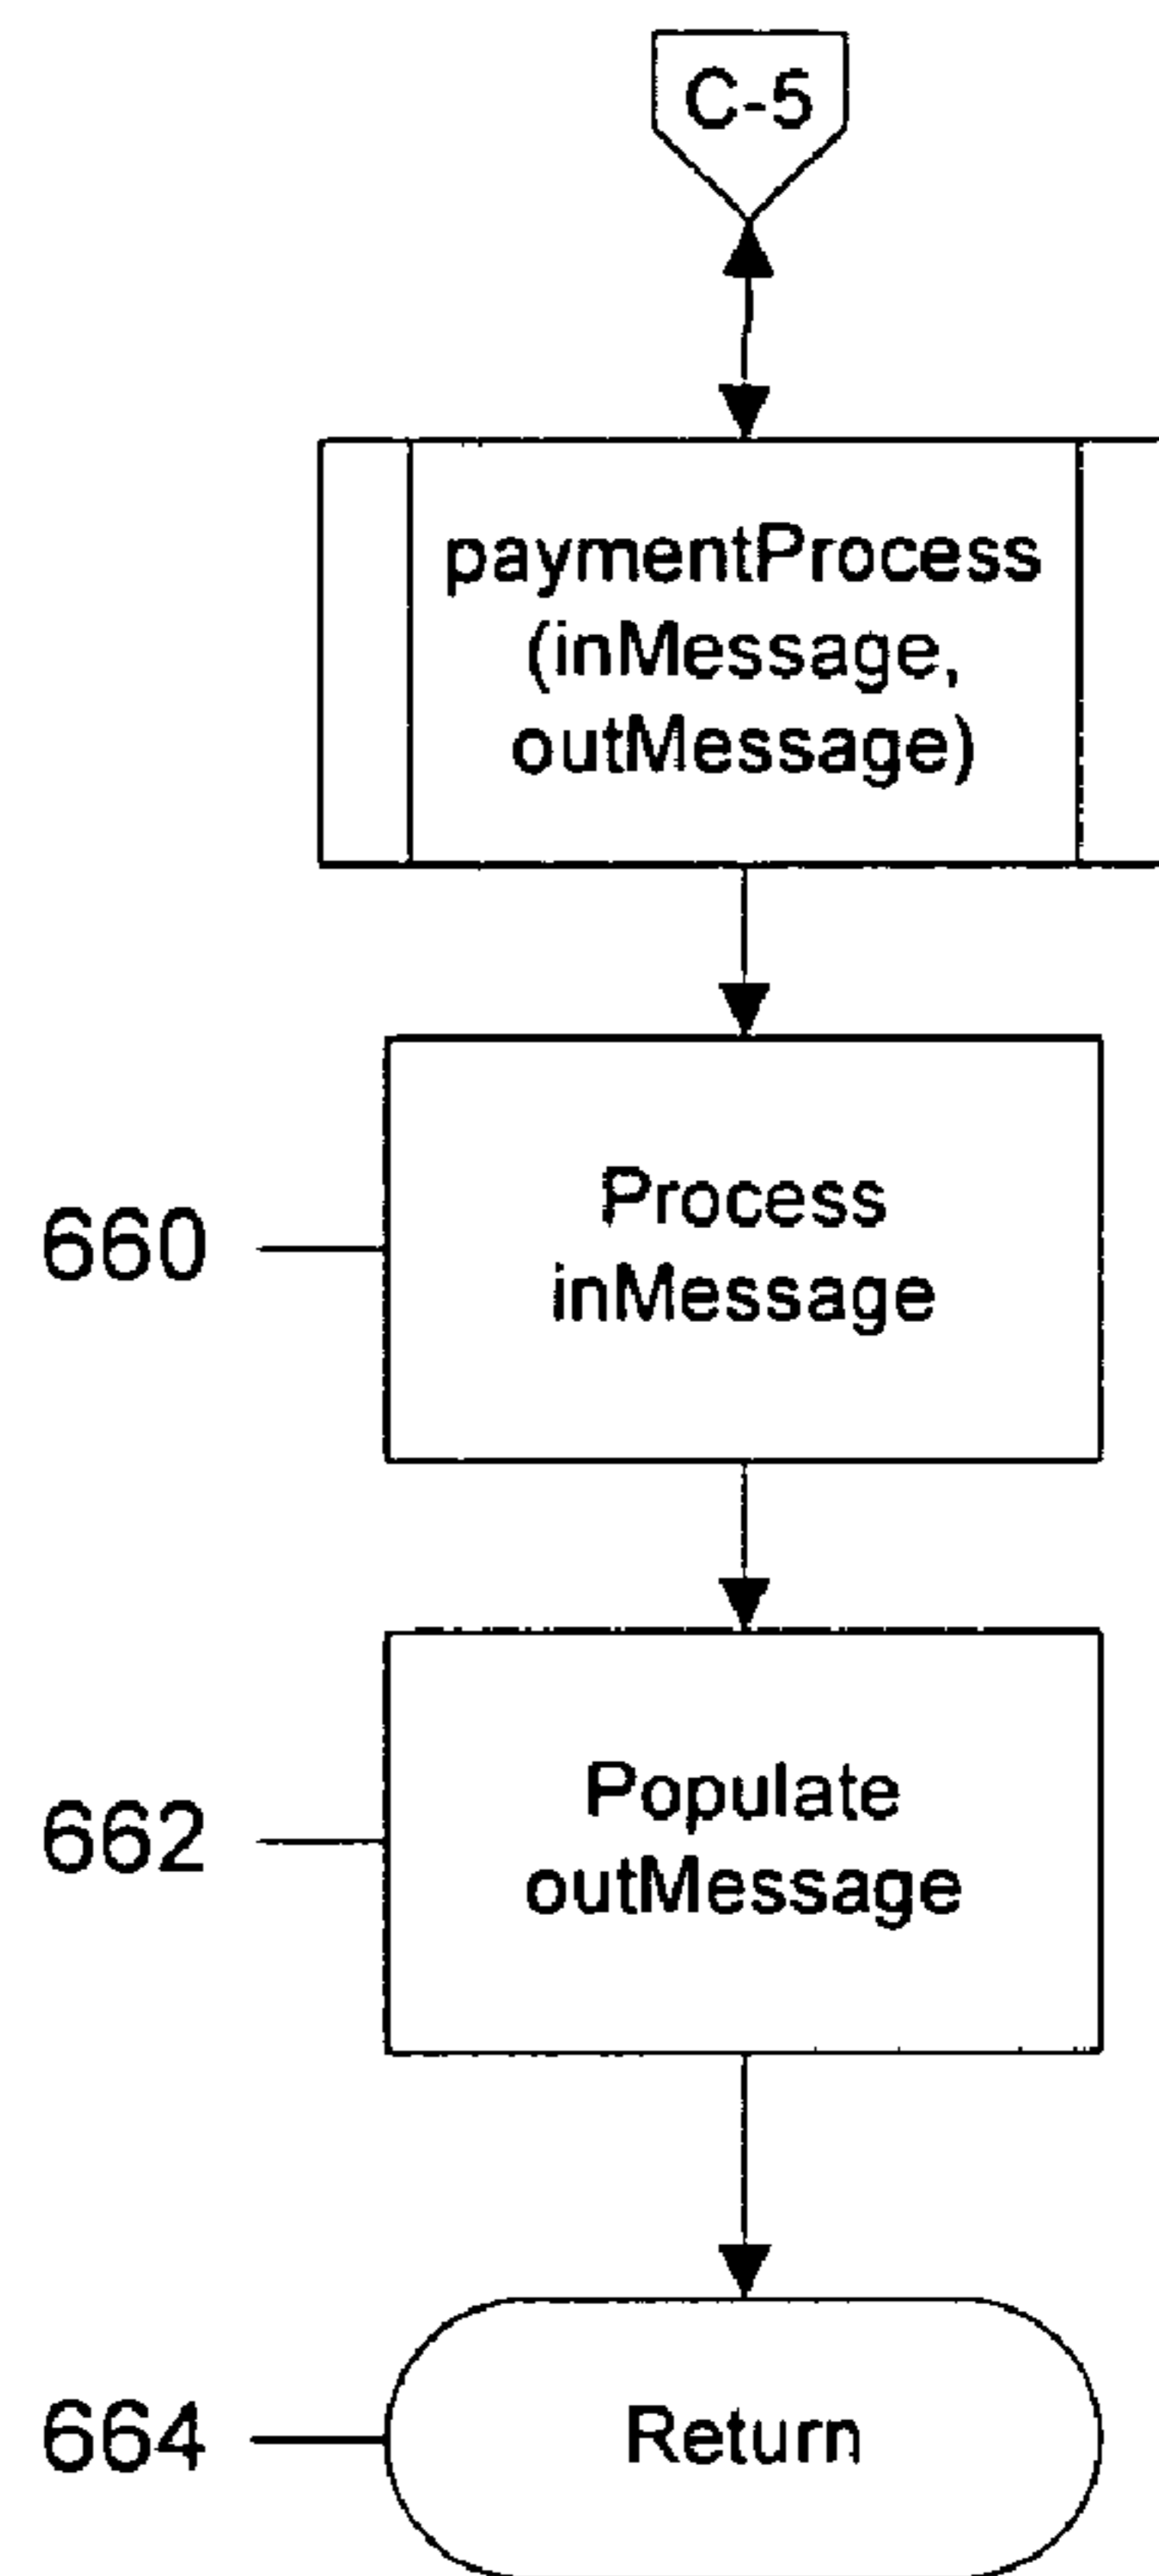 C-5
paymentProcess
(inMessage,
outMessage)
660
Process
inMessage
662
Populate
outMessage
664
Return